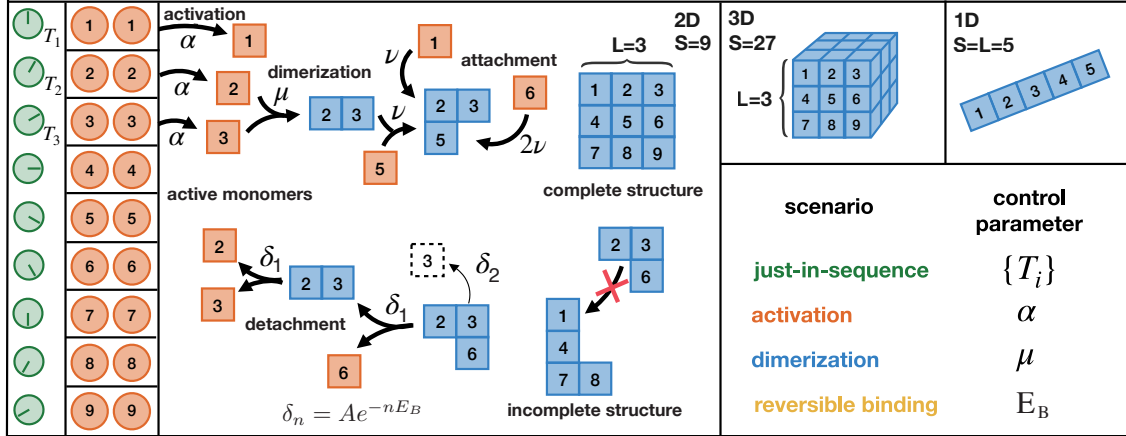 T₁
T₂
T₃
1 1
2 2
3 3
4 4
5 5
6 6
7 7
8 8
9 9
activation
α
1
α
2
α
3
dimerization
μ
2 3
ν
1
ν
5
2 3
5
attachment
6
2ν
active monomers
2D
S=9
L=3
1 2 3
4 5 6
7 8 9
complete structure
2
3
δ₁
2 3
detachment
δ₁
6
3
δ₂
2 3
6
δₙ = Ae^{-nE_B}
2 3
6
1
4
7 8
incomplete structure
3D
S=27
L=3
1 2 3
4 5 6
7 8 9
1D
S=L=5
1 2 3 4 5
scenario control
parameter
just-in-sequence {Tᵢ}
activation α
dimerization μ
reversible binding E_B